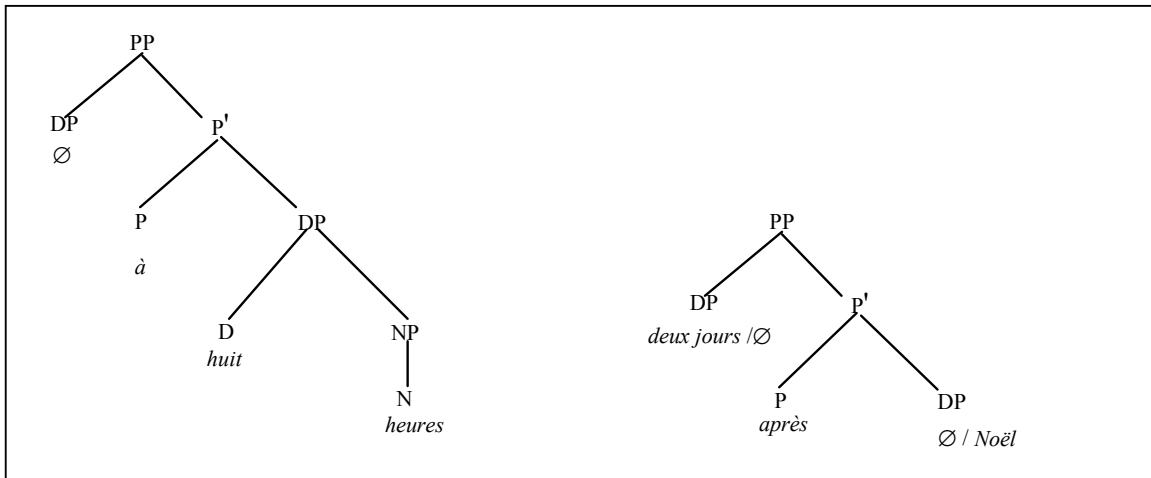 PP
DP P'
∅
P DP
à
D NP
huit
N
heures
PP
DP P'
deux jours /∅
P DP
après
∅ / Noël